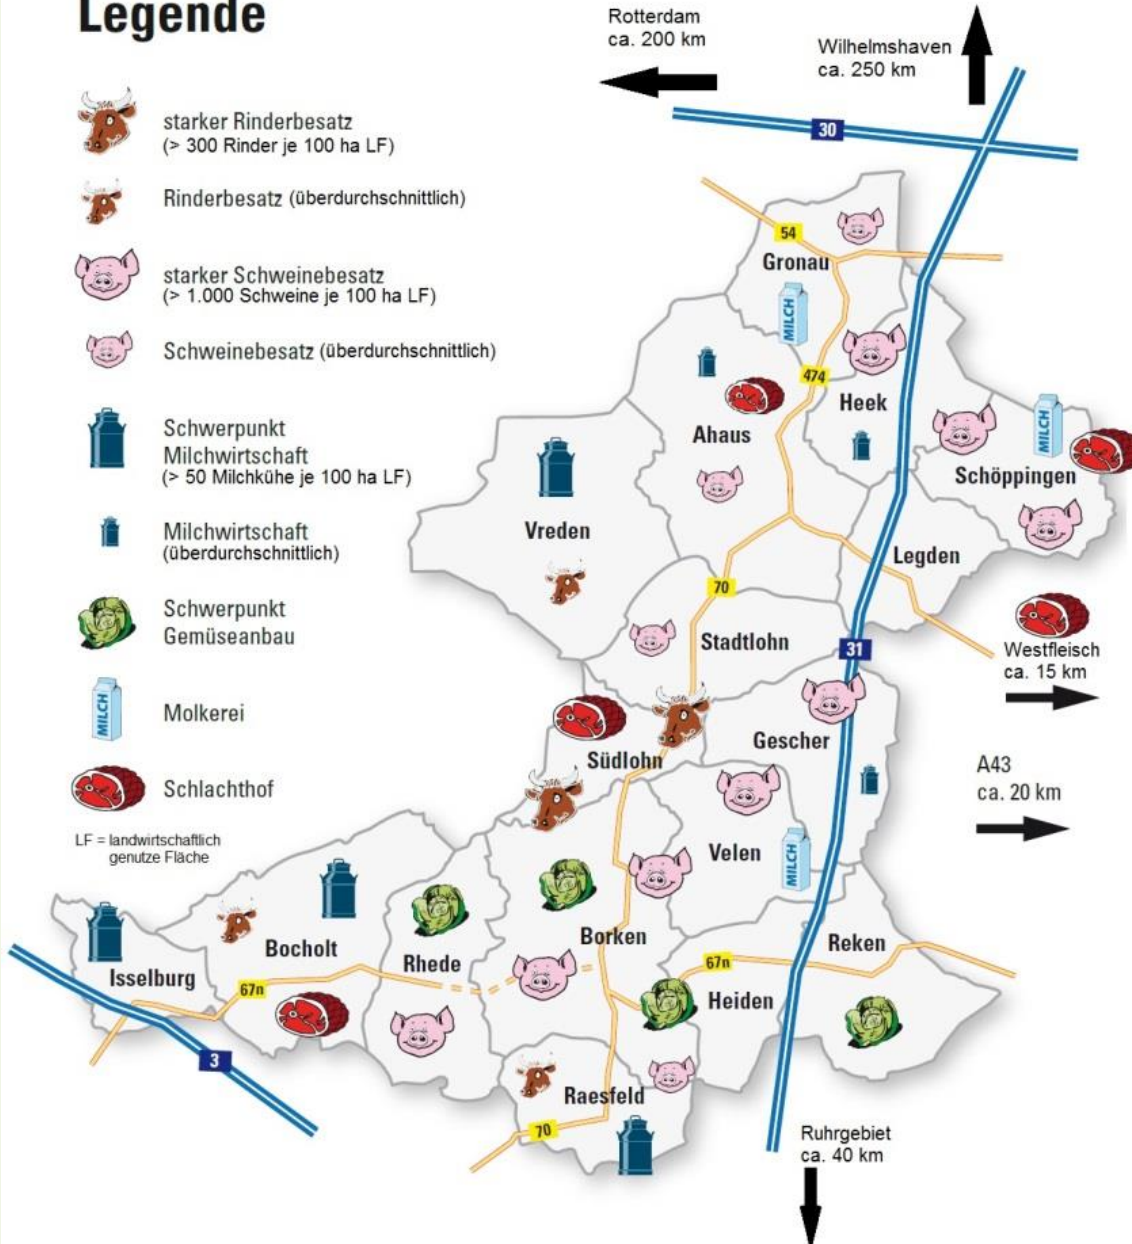 Legende
starker Rinderbesatz
(> 300 Rinder je 100 ha LF)
Rinderbesatz (überdurchschnittlich)
starker Schweinebesatz
(> 1.000 Schweine je 100 ha LF)
Schweinebesatz (überdurchschnittlich)
Schwerpunkt
Milchwirtschaft
(> 50 Milchkühe je 100 ha LF)
Milchwirtschaft
(überdurchschnittlich)
Schwerpunkt
Gemüseanbau
MILCH
Molkerei
Schlachthof
LF = landwirtschaftlich
genutze Fläche
Rotterdam
ca. 200 km
Wilhelmshaven
ca. 250 km
30
54
Gronau
MILCH
474
Heek
Ahaus
MILCH
Schöppingen
Vreden
Legden
70
Stadtlohn
31
Westfleisch
ca. 15 km
Gescher
Südlohn
A43
ca. 20 km
Velen
MILCH
Borken
Reken
Bocholt
Rhede
67n
Isselburg
67n
Heiden
3
Raesfeld
70
Ruhrgebiet
ca. 40 km